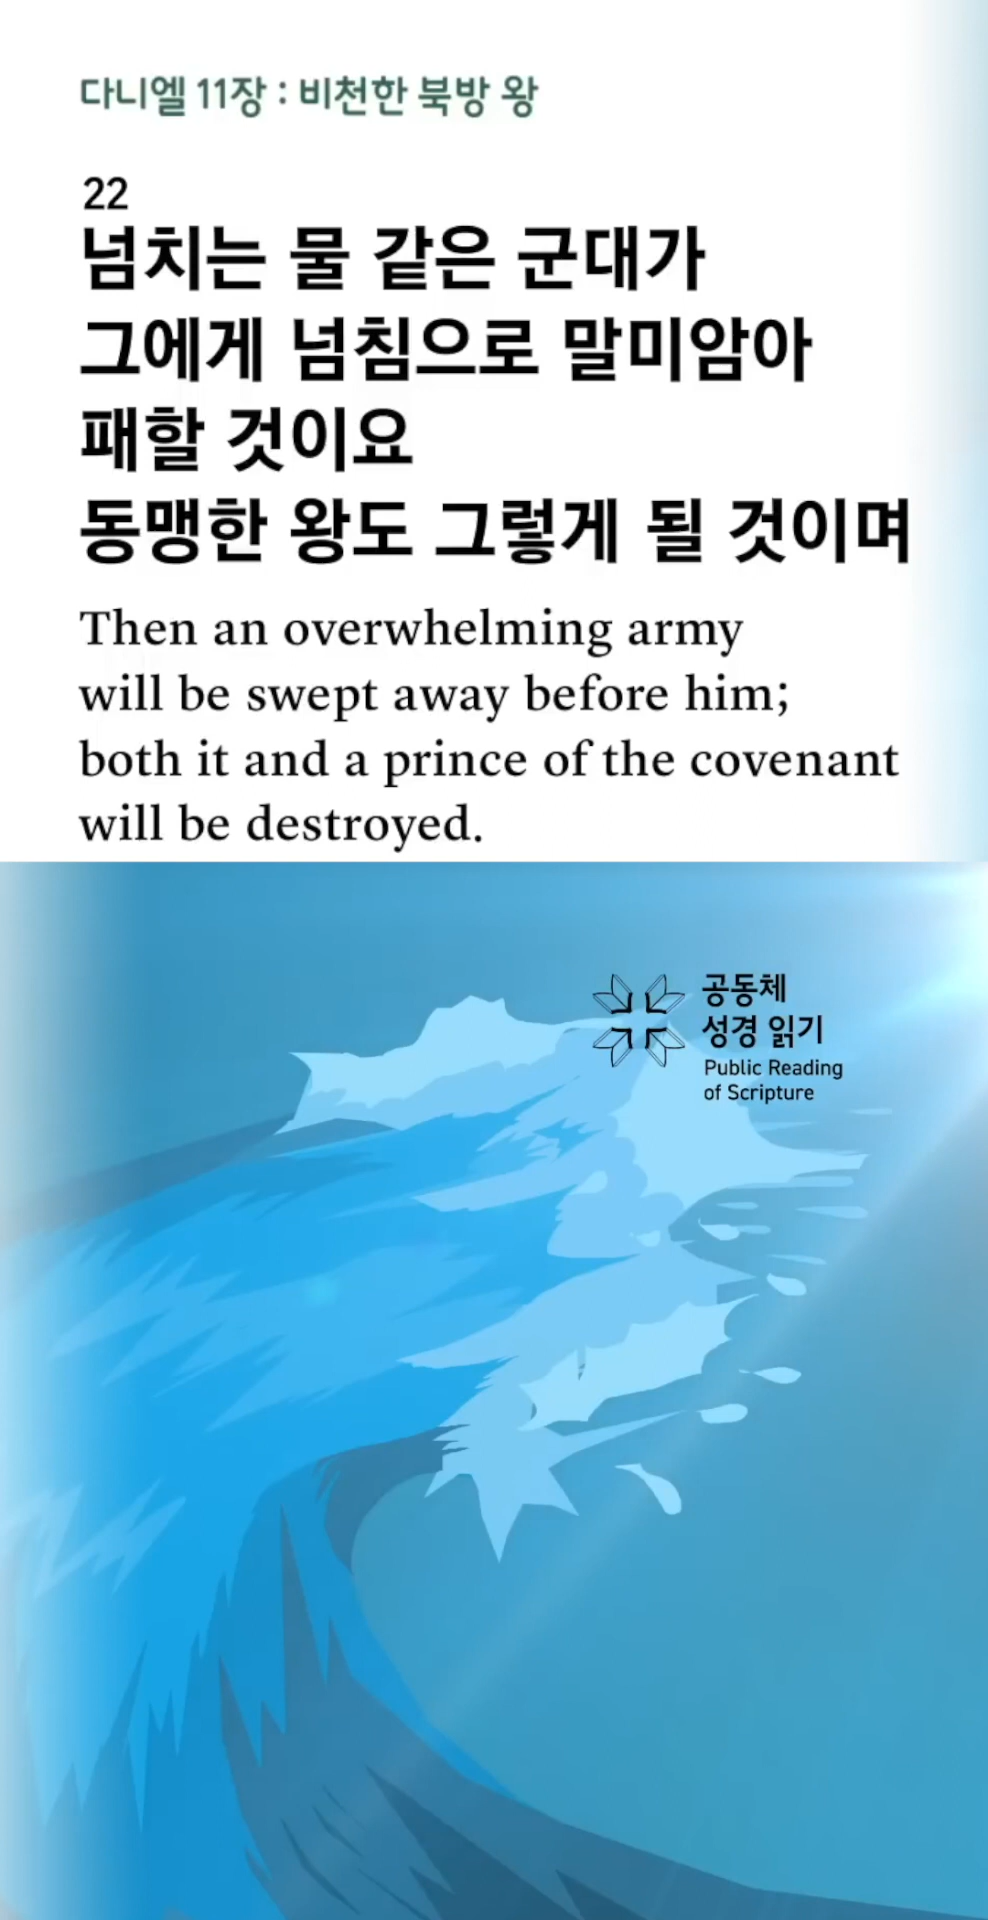 다니엘 11장 : 비천한 북방 왕
22
넘치는 물 같은 군대가
그에게 넘침으로 말미암아
패할 것이요
동맹한 왕도 그렇게 될 것이며
Then an overwhelming army
will be swept away before him;
both it and a prince of the covenant
will be destroyed.
공동체
성경 읽기
Public Reading
of Scripture